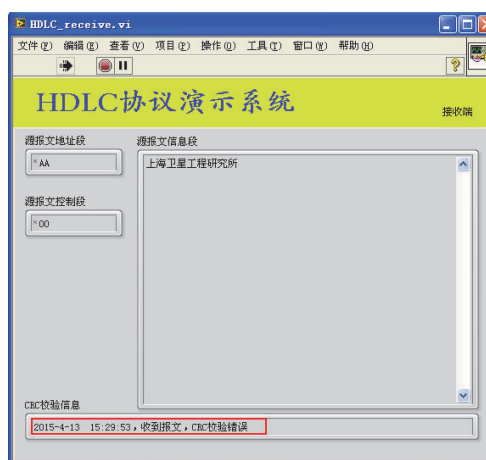 HDLC_receive.vi
文件(F) 编辑(E) 查看(V) 项目(P) 操作(O) 工具(T) 窗口(W) 帮助(H)
?
HDLC协议演示系统
接收端
源报文地址段 源报文信息段
×AA 上海卫星工程研究所
源报文控制段
×00
CRC校验信息
2015-4-13 15:29:53，收到报文，CRC校验错误